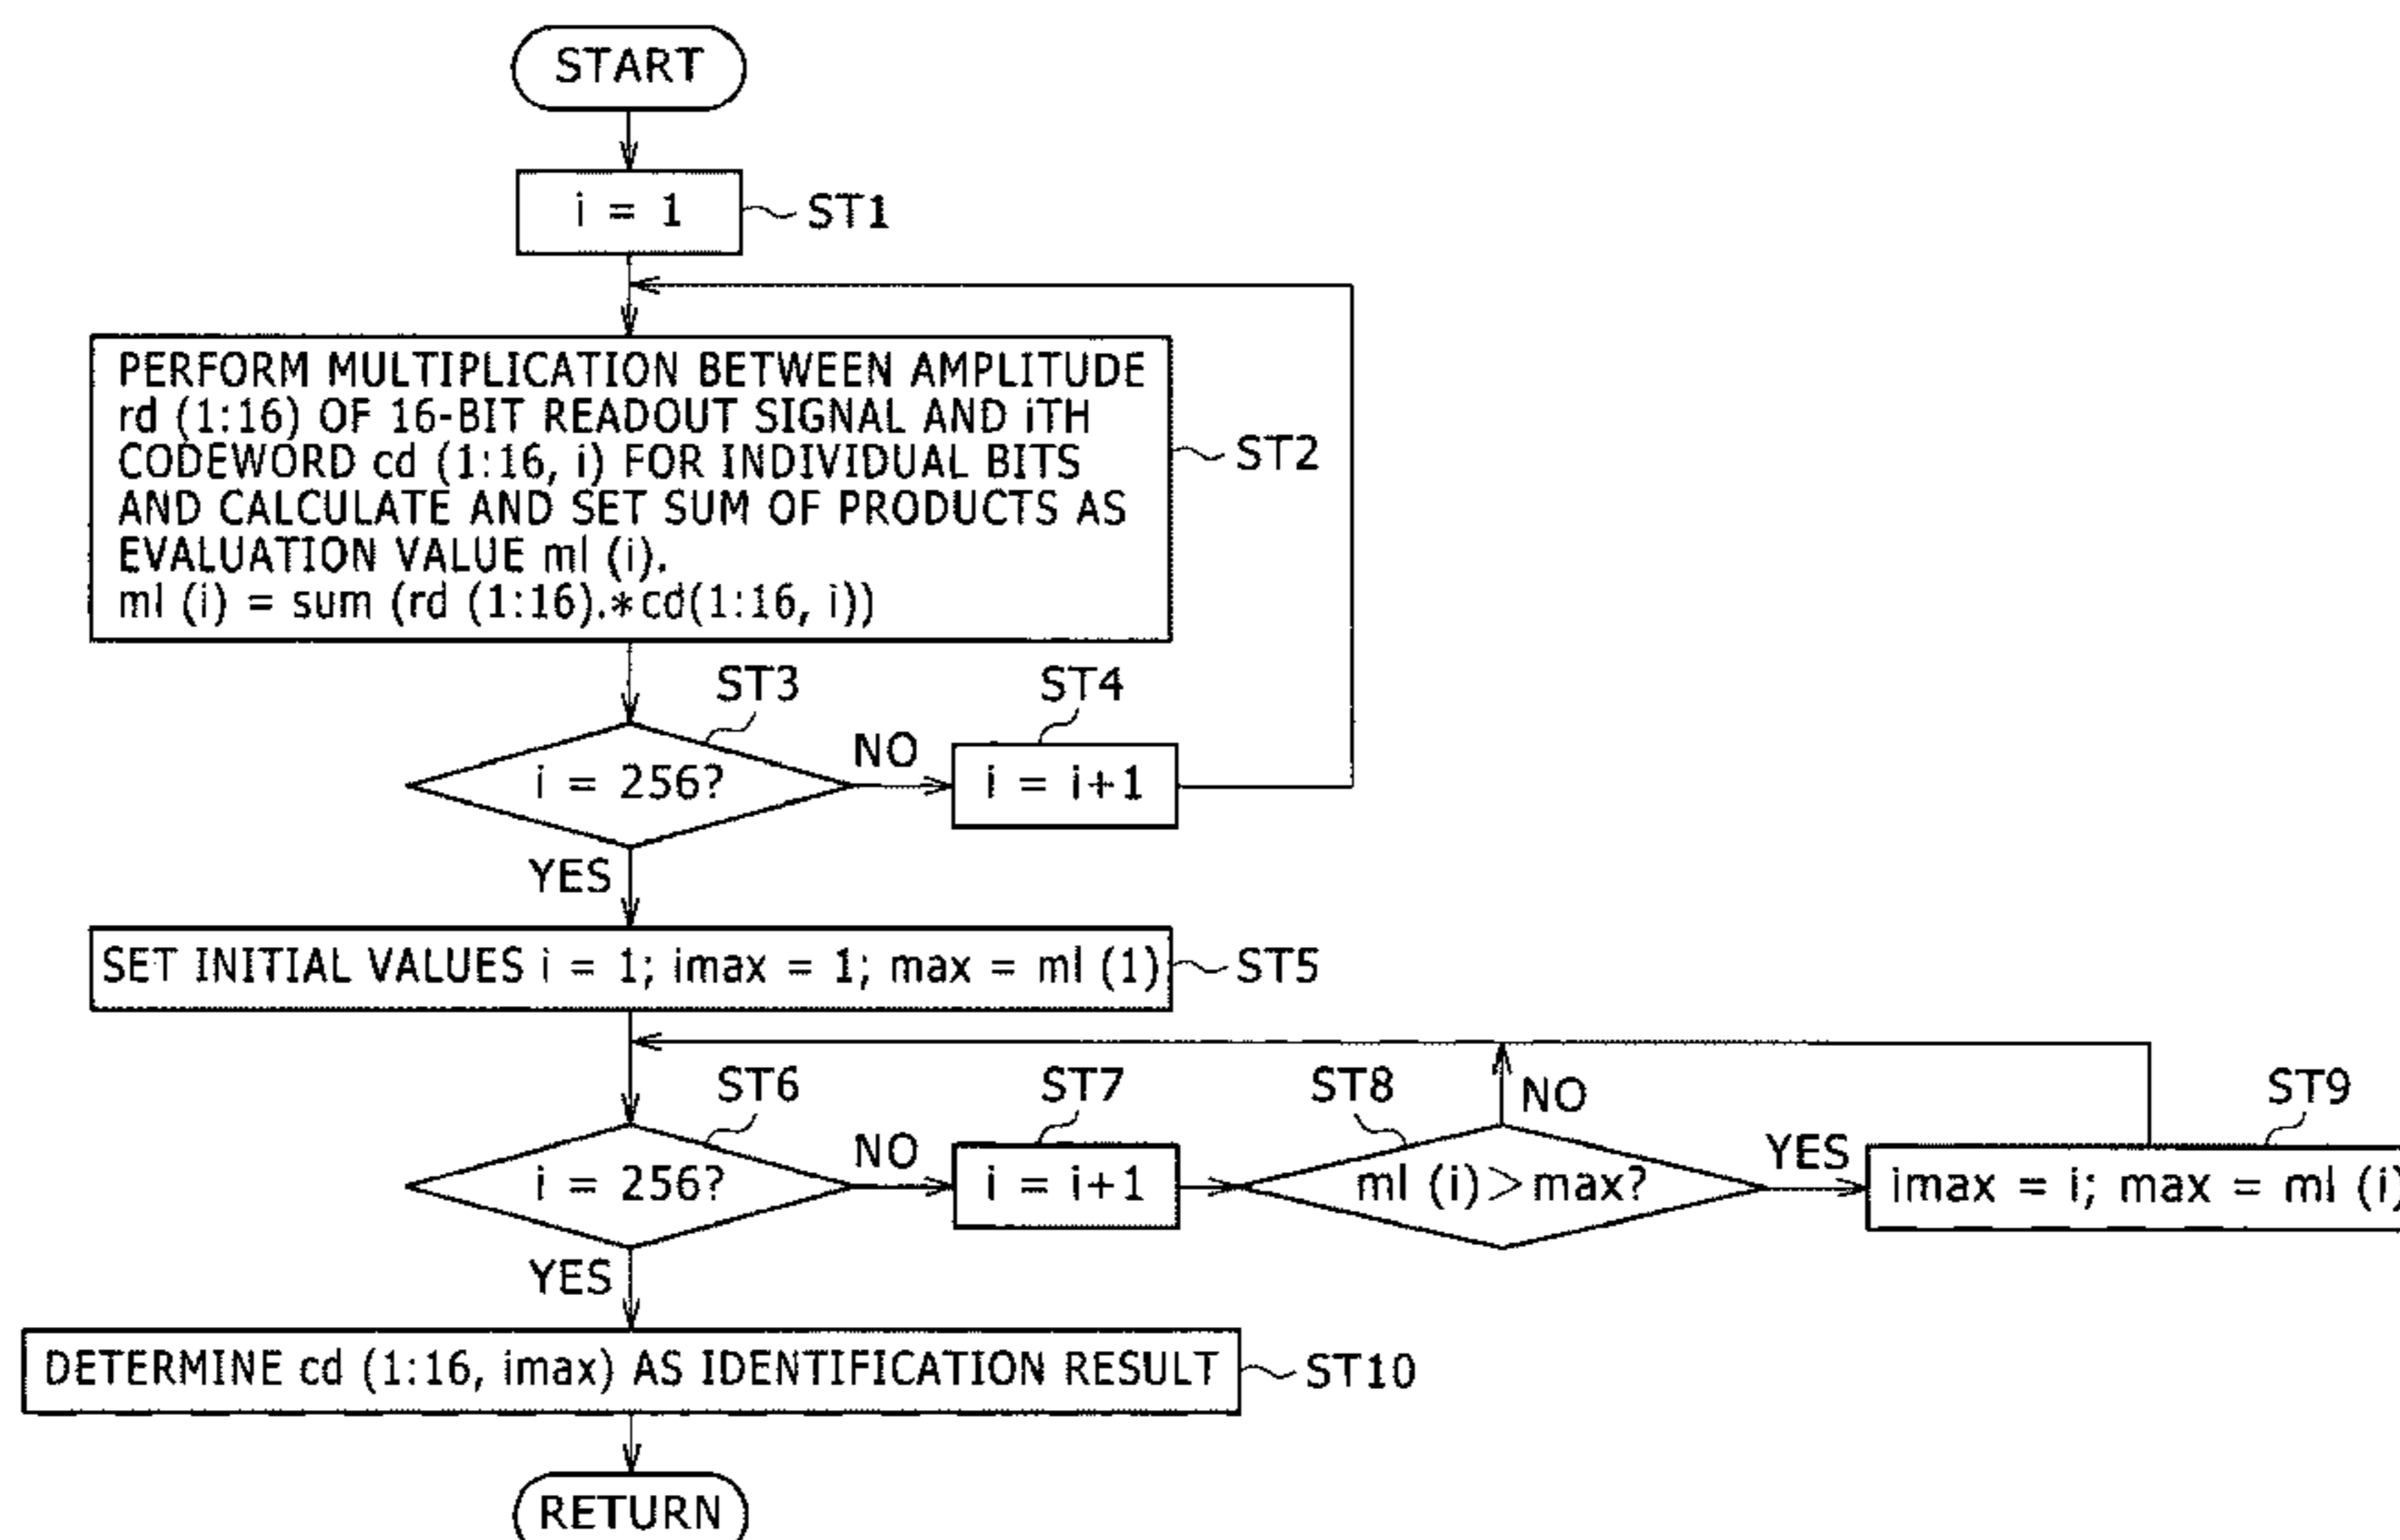 START
i = 1
ST1
PERFORM MULTIPLICATION BETWEEN AMPLITUDE
rd (1:16) OF 16-BIT READOUT SIGNAL AND iTH
CODEWORD cd (1:16, i) FOR INDIVIDUAL BITS
AND CALCULATE AND SET SUM OF PRODUCTS AS
EVALUATION VALUE ml (i).
ml (i) = sum (rd (1:16).*cd(1:16, i))
ST2
ST3
i = 256?
NO
ST4
i = i+1
YES
SET INITIAL VALUES i = 1; imax = 1; max = ml (1)
ST5
ST6
i = 256?
NO
ST7
i = i+1
ST8
ml (i)>max?
NO
YES
ST9
imax = i; max = ml (i)
YES
DETERMINE cd (1:16, imax) AS IDENTIFICATION RESULT
ST10
RETURN